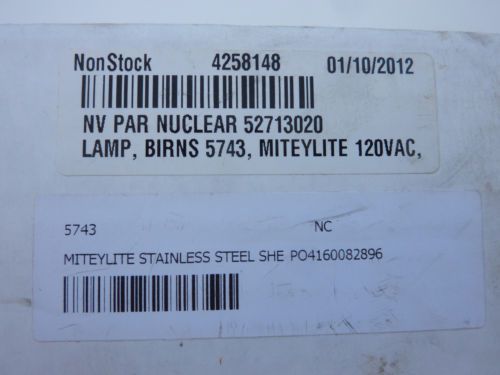 NonStock 4258148 01/10/2012
NV PAR NUCLEAR 52713020
LAMP, BIRNS 5743, MITEYLITE 120VAC,
5743 NC
MITEYLITE STAINLESS STEEL SHE PO4160082896